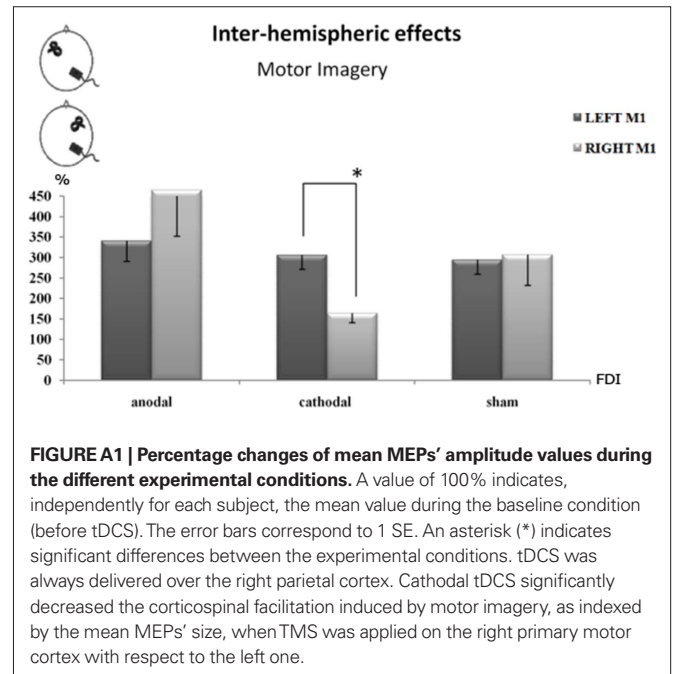 Inter-hemispheric effects
Motor Imagery
LEFT M1
RIGHT M1
%
*
450
400
350
300
250
200
150
100
50
0
anodal cathodal sham
FDI
FIGURE A1 | Percentage changes of mean MEPs’ amplitude values during
the different experimental conditions. A value of 100% indicates,
independently for each subject, the mean value during the baseline condition
(before tDCS). The error bars correspond to 1 SE. An asterisk (*) indicates
significant differences between the experimental conditions. tDCS was
always delivered over the right parietal cortex. Cathodal tDCS significantly
decreased the corticospinal facilitation induced by motor imagery, as indexed
by the mean MEPs’ size, when TMS was applied on the right primary motor
cortex with respect to the left one.